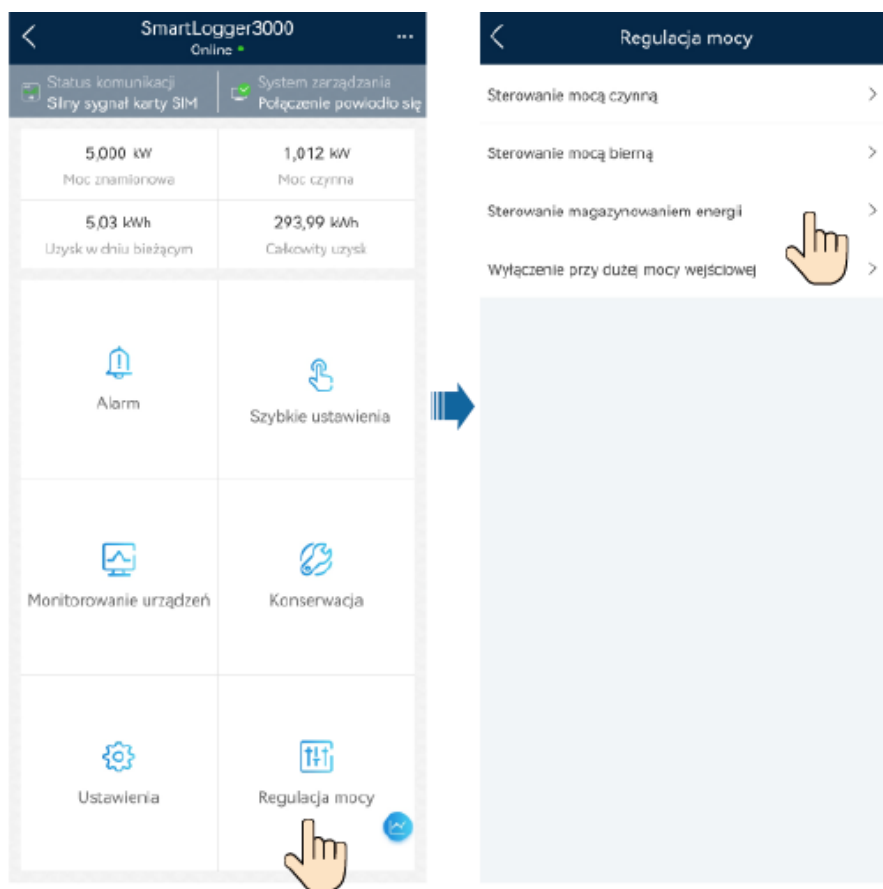 SmartLogger3000
Online
...
Status komunikacji
Silny sygnał karty SIM
System zarządzania
Połączenie powiodło się
5,000 kW
Moc znamionowa
1,012 kW
Moc czynna
5,03 kWh
Uzysk w dniu bieżącym
293,99 kWh
Całkowity uzysk
Alarm
Szybkie ustawienia
Monitorowanie urządzeń
Konserwacja
Ustawienia
Regulacja mocy
Regulacja mocy
Sterowanie mocą czynną
Sterowanie mocą bierną
Sterowanie magazynowaniem energii
Wyłączenie przy dużej mocy wejściowej